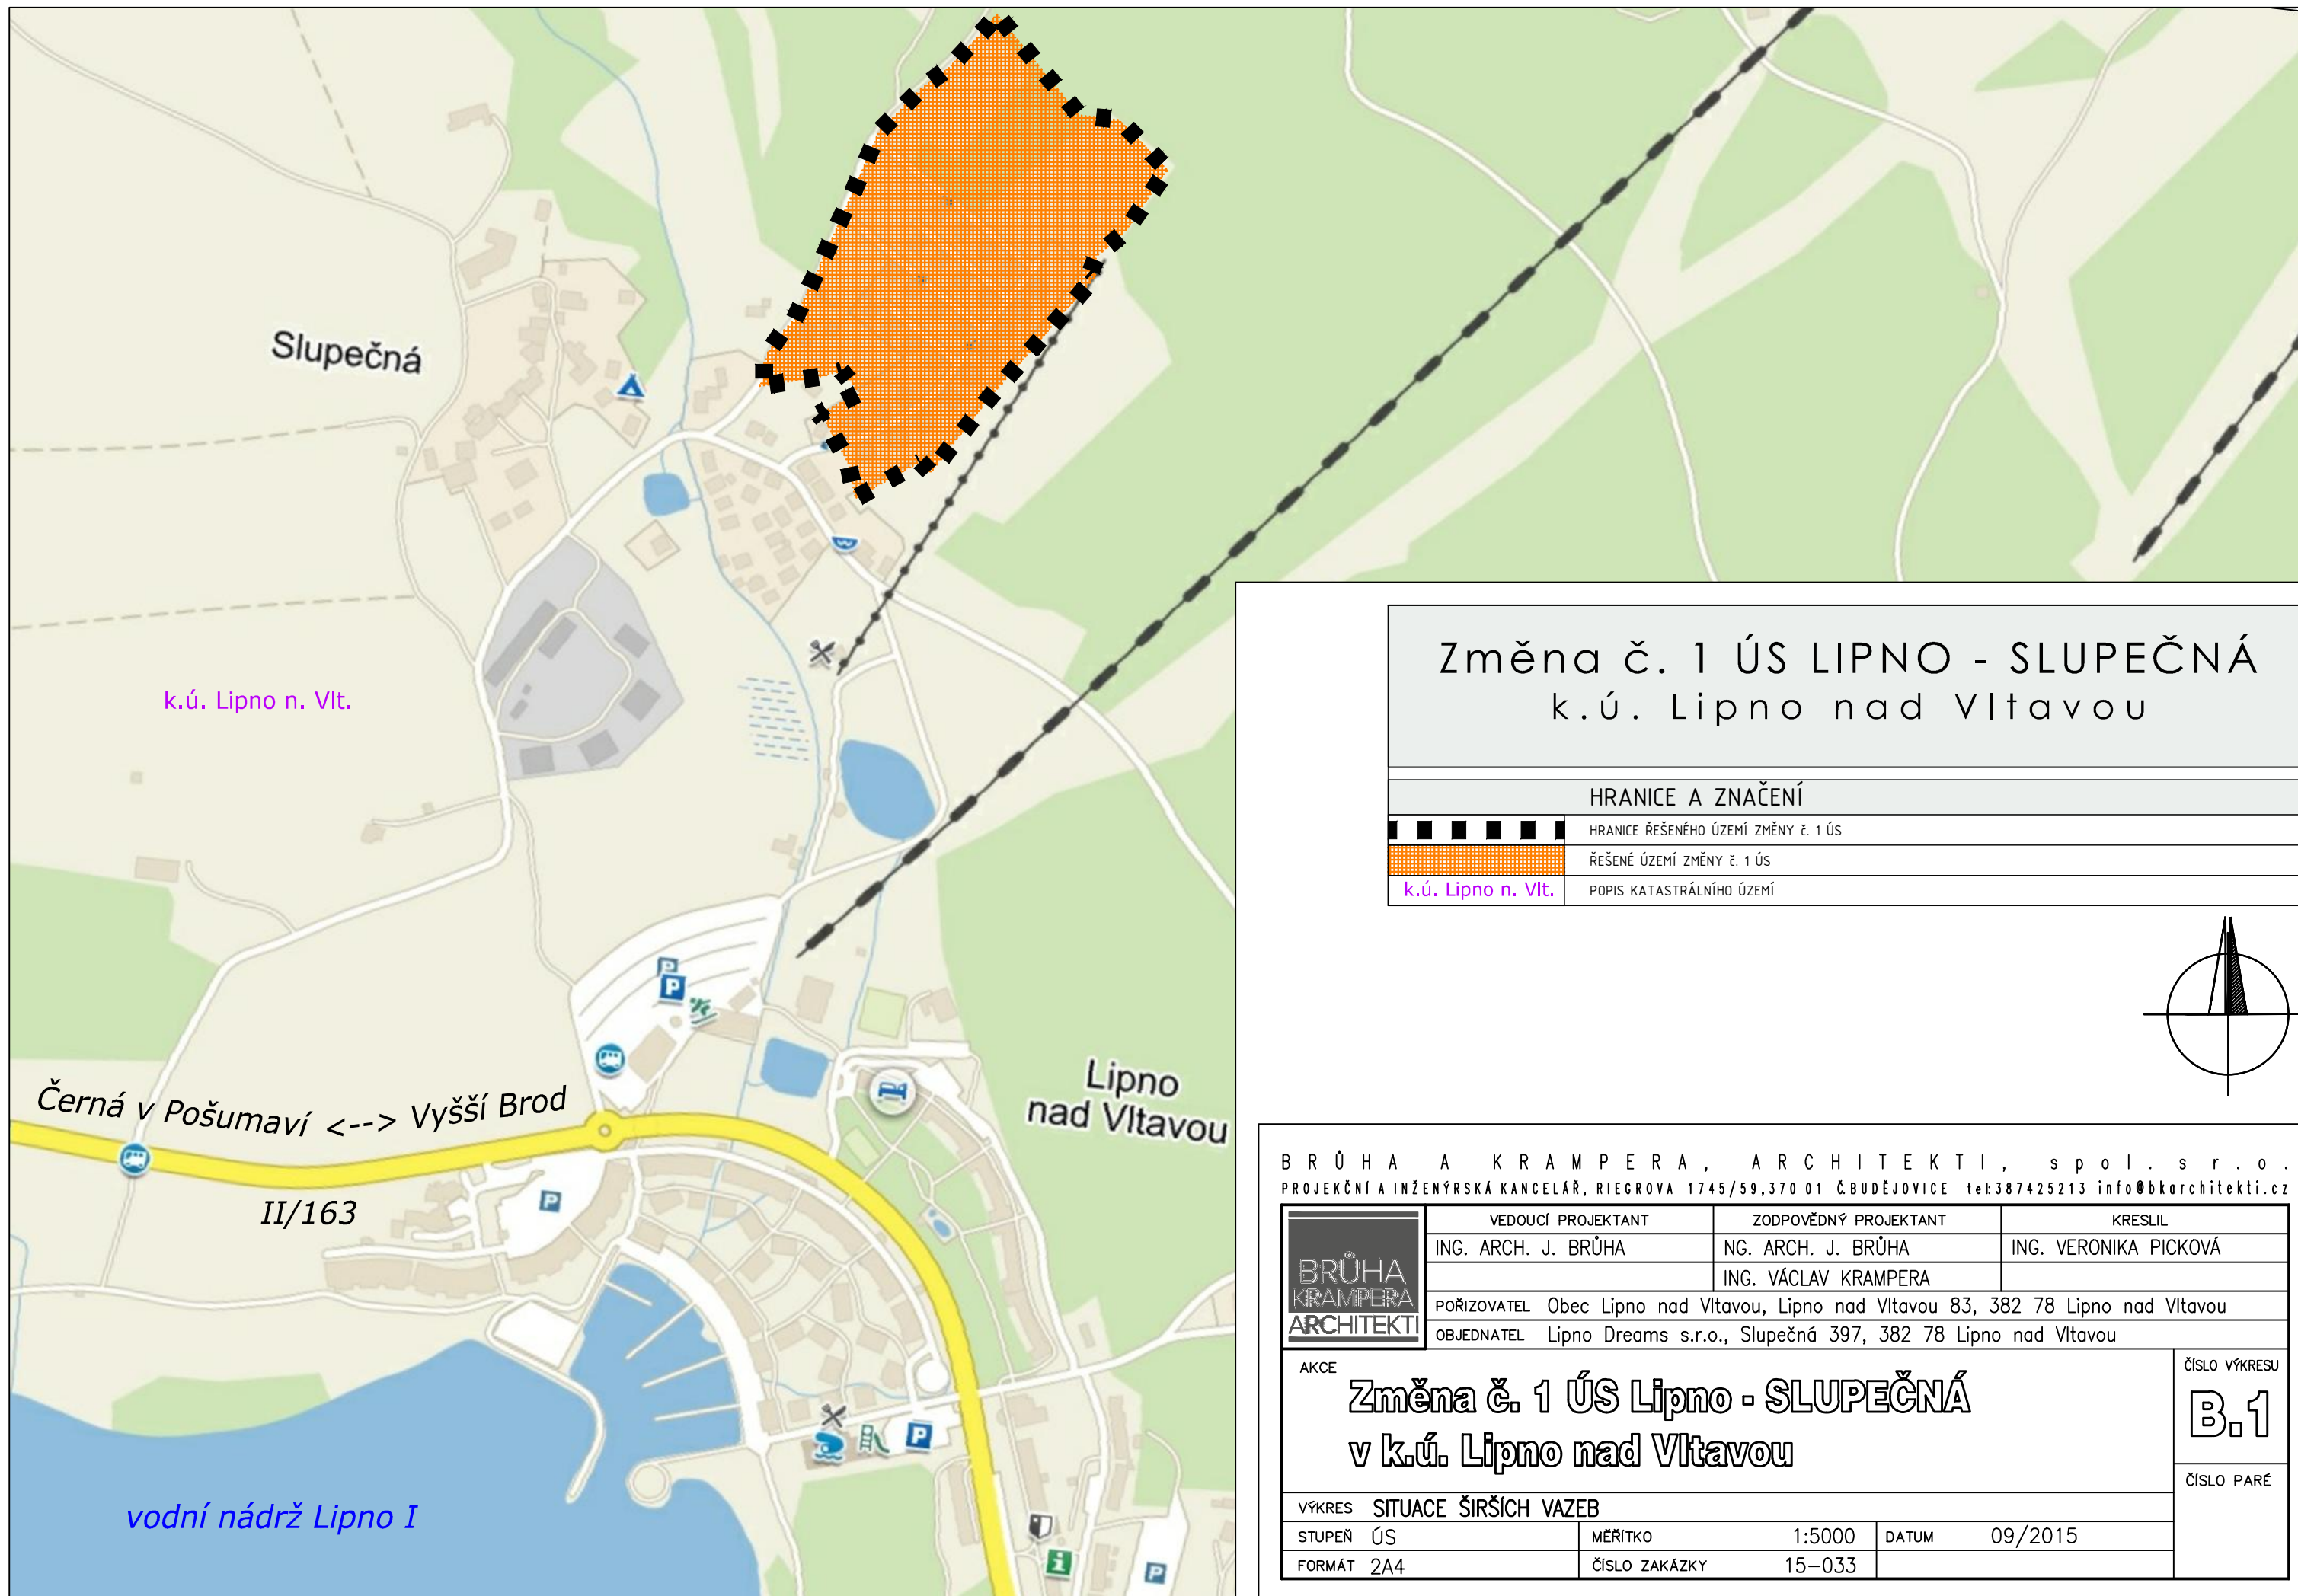 Slupečná
k.ú. Lipno n. Vlt.
Černá v Pošumaví <--> Vyšší Brod
II/163
Lipno
nad Vltavou
vodní nádrž Lipno I
P
P
P
P
P
i
Změna č. 1 ÚS LIPNO - SLUPEČNÁ
k.ú. Lipno nad Vltavou
HRANICE A ZNAČENÍ
HRANICE ŘEŠENÉHO ÚZEMÍ ZMĚNY č. 1 ÚS
ŘEŠENÉ ÚZEMÍ ZMĚNY č. 1 ÚS
k.ú. Lipno n. Vlt. POPIS KATASTRÁLNÍHO ÚZEMÍ
BRŮHA A KRAMPERA, ARCHITEKTI, spol. s r.o.
PROJEKČNÍ A INŽENÝRSKÁ KANCELÁŘ, RIEGROVA 1745/59,370 01 Č.BUDĚJOVICE tel:387425213 info@bkarchitekti.cz
BRŮHA
KRAMPERA
ARCHITEKTI
VEDOUCÍ PROJEKTANT ZODPOVĚDNÝ PROJEKTANT KRESLIL
ING. ARCH. J. BRŮHA NG. ARCH. J. BRŮHA ING. VERONIKA PICKOVÁ
ING. VÁCLAV KRAMPERA
POŘIZOVATEL Obec Lipno nad Vltavou, Lipno nad Vltavou 83, 382 78 Lipno nad Vltavou
OBJEDNATEL Lipno Dreams s.r.o., Slupečná 397, 382 78 Lipno nad Vltavou
AKCE
Změna č. 1 ÚS Lipno - SLUPEČNÁ
v k.ú. Lipno nad Vltavou
ČÍSLO VÝKRESU
B.1
ČÍSLO PARÉ
VÝKRES SITUACE ŠIRŠÍCH VAZEB
STUPEŇ ÚS MĚŘÍTKO 1:5000 DATUM 09/2015
FORMÁT 2A4 ČÍSLO ZAKÁZKY 15-033